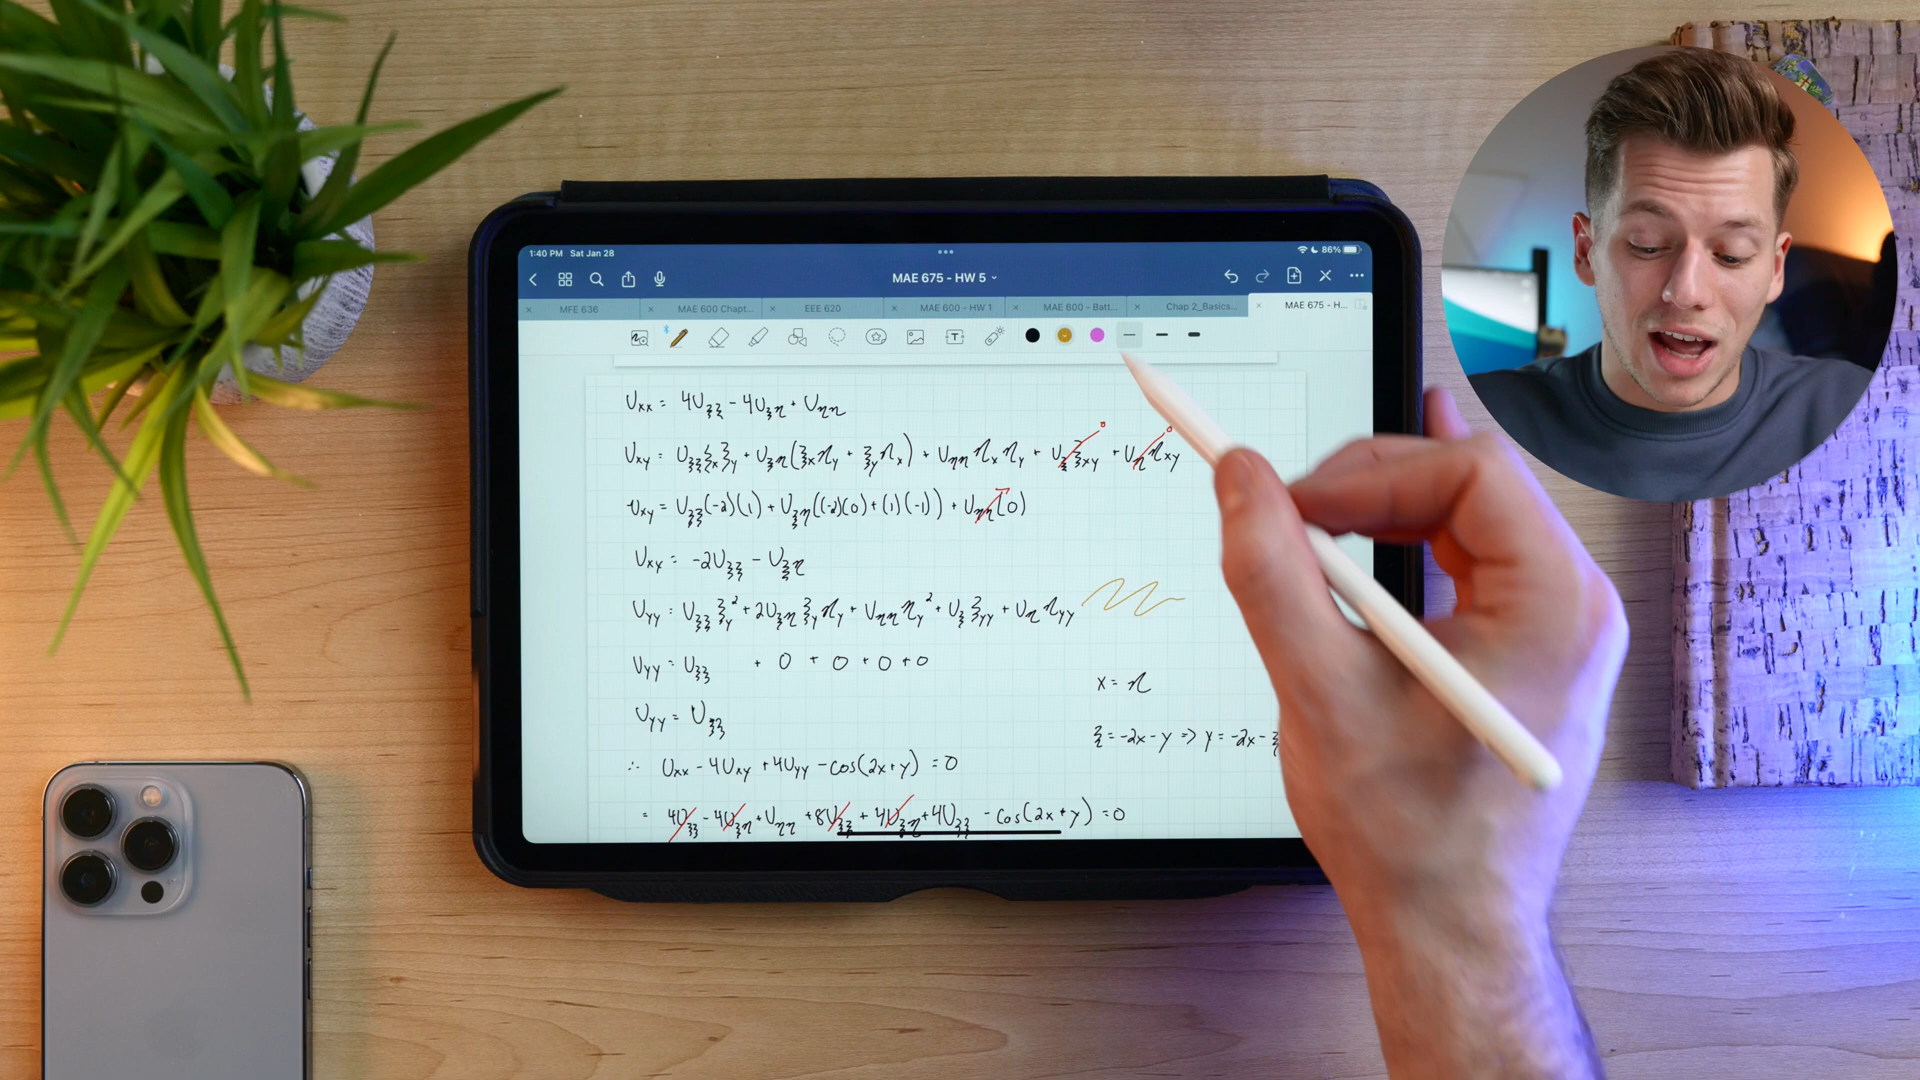 1:40 PM Sat Jan 28
86%
MAE 675 - HW 5
MFE 636
MAE 600 Chapt...
EEE 620
MAE 600 - HW 1
MAE 600 - Batt...
Chap 2_Basics...
MAE 675 - H...
Uxx = 4Uξξ - 4Uξη + Uηη
Uxy = Uξξ ξx ξy + Uξη(ξx ηy + ξy ηx) + Uηη ηx ηy + Uξ ξxy + Uη ηxy
0 0
Uxy = Uξξ(-2)(1) + Uξη((-2)(0) + (1)(-1)) + Uηη(0)
Uxy = -2Uξξ - Uξη
Uyy = Uξξ ξy² + 2Uξη ξy ηy + Uηη ηy² + Uξ ξyy + Uη ηyy
Uyy = Uξξ + 0 + 0 + 0 + 0
x = η
Uyy = Uξξ
ξ = -2x - y => y = -2x - ξ
∴ Uxx - 4Uxy + 4Uyy - cos(2x + y) = 0
= 4Uξξ - 4Uξη + Uηη + 8Uξξ + 4Uξη + 4Uξξ - cos(2x + y) = 0